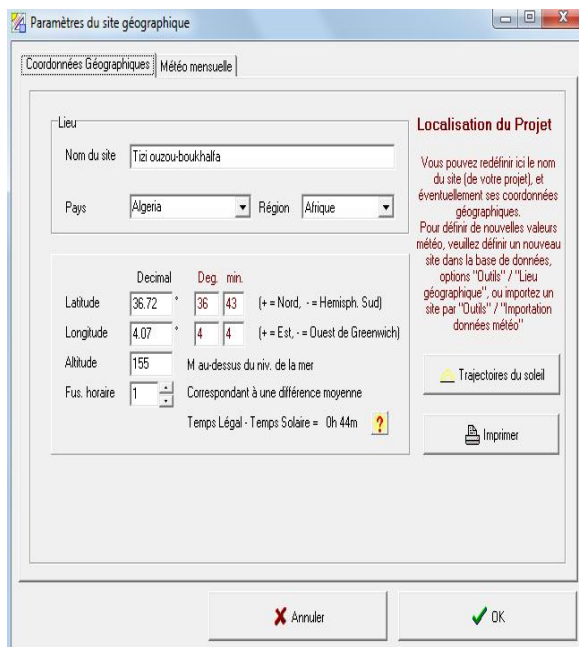 Paramètres du site géographique
Coordonnées Géographiques Météo mensuelle
Lieu
Nom du site Tizi ouzou-boukhalfa
Pays Algeria Région Afrique
Decimal Deg. min.
Latitude 36.72 ° 36 43 (+ = Nord, - = Hemisph. Sud)
Longitude 4.07 ° 4 4 (+ = Est, - = Ouest de Greenwich)
Altitude 155 M au-dessus du niv. de la mer
Fus. horaire 1 Correspondant à une différence moyenne
Temps Légal - Temps Solaire = 0h 44m ?
Localisation du Projet
Vous pouvez redéfinir ici le nom
du site (de votre projet), et
éventuellement ses coordonnées
géographiques.
Pour définir de nouvelles valeurs
météo, veuillez définir un nouveau
site dans la base de données,
options "Outils" / "Lieu
géographique", ou importez un
site par "Outils" / "Importation
données météo"
Trajectoires du soleil
Imprimer
Annuler OK